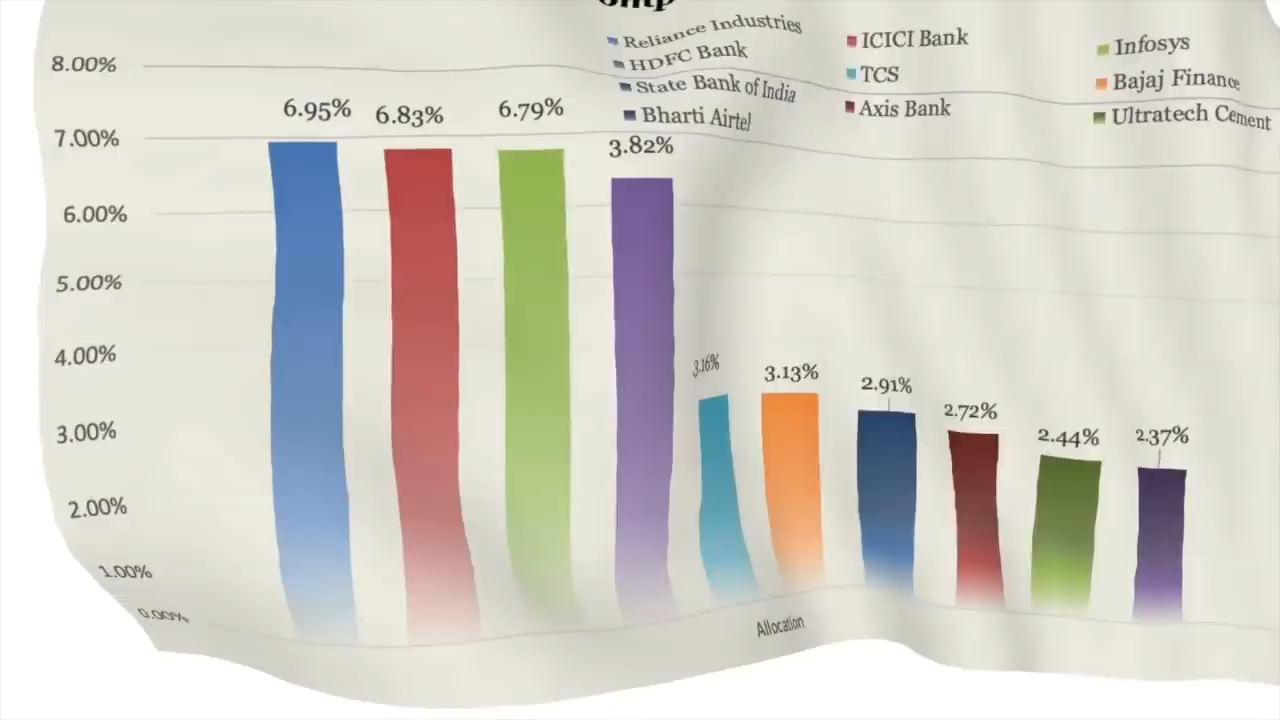 8.00%
7.00%
6.00%
5.00%
4.00%
3.00%
2.00%
1.00%
0.00%
Reliance Industries
ICICI Bank
Infosys
HDFC Bank
TCS
Bajaj Finance
State Bank of India
Axis Bank
Ultratech Cement
Bharti Airtel
6.95%
6.83%
6.79%
3.82%
3.16%
3.13%
2.91%
2.72%
2.44%
2.37%
Allocation